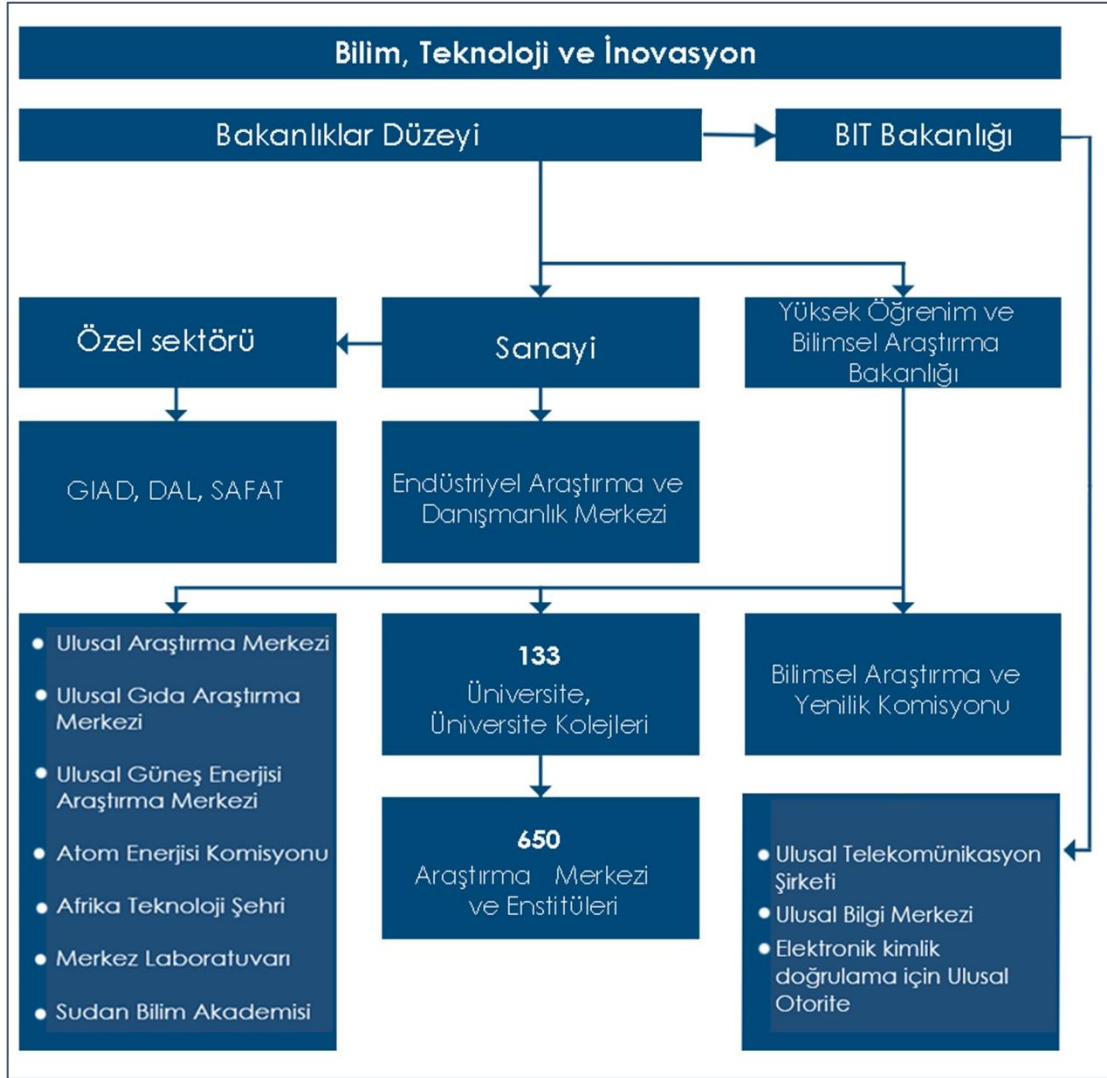 Bilim, Teknoloji ve İnovasyon
Bakanlıklar Düzeyi
BIT Bakanlığı
Özel sektörü
Sanayi
Yüksek Öğrenim ve
Bilimsel Araştırma
Bakanlığı
GIAD, DAL, SAFAT
Endüstriyel Araştırma ve
Danışmanlık Merkezi
Ulusal Araştırma Merkezi
Ulusal Gıda Araştırma
Merkezi
Ulusal Güneş Enerjisi
Araştırma Merkezi
Atom Enerjisi Komisyonu
Afrika Teknoloji Şehri
Merkez Laboratuvarı
Sudan Bilim Akademisi
133
Üniversite,
Üniversite Kolejleri
650
Araştırma Merkezi
ve Enstitüleri
Bilimsel Araştırma ve
Yenilik Komisyonu
Ulusal Telekomünikasyon
Şirketi
Ulusal Bilgi Merkezi
Elektronik kimlik
doğrulama için Ulusal
Otorite